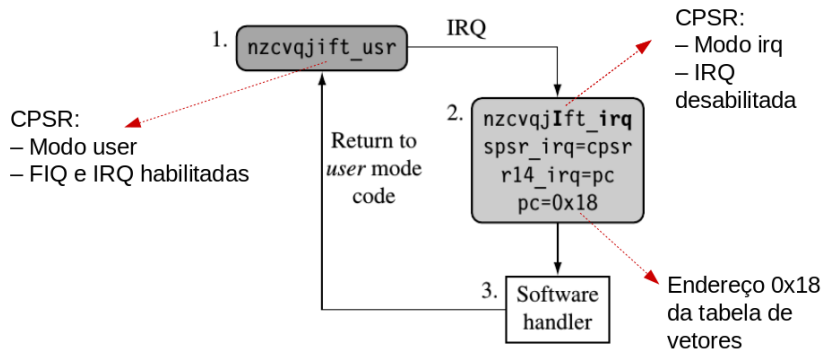 1.
nzcvqjift_usr
IRQ
CPSR:
– Modo irq
– IRQ
desabilitada
CPSR:
– Modo user
– FIQ e IRQ habilitadas
Return to
user mode
code
2.
nzcvqjIft_irq
spsr_irq=cpsr
r14_irq=pc
pc=0x18
3.
Software
handler
Endereço 0x18
da tabela de
vetores